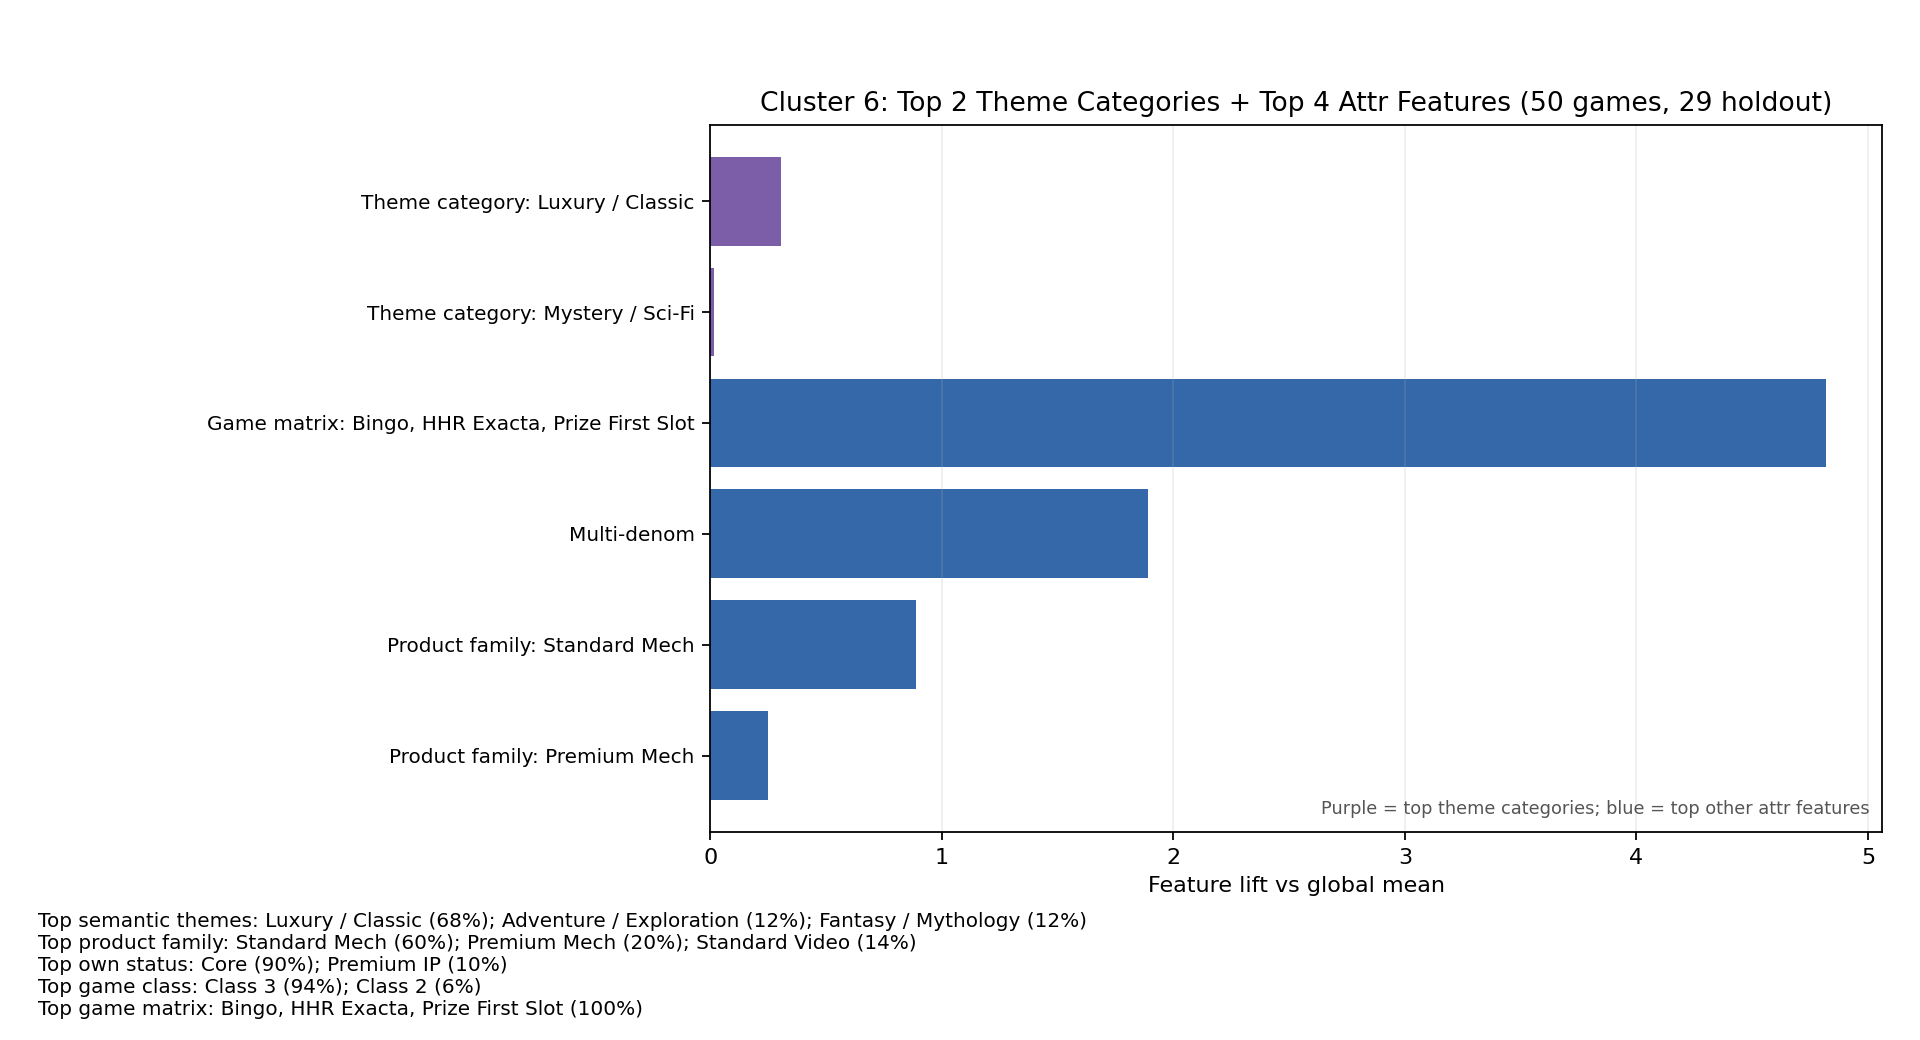 Cluster 6: Top 2 Theme Categories + Top 4 Attr Features (50 games, 29 holdout)
Theme category: Luxury / Classic
Theme category: Mystery / Sci-Fi
Game matrix: Bingo, HHR Exacta, Prize First Slot
Multi-denom
Product family: Standard Mech
Product family: Premium Mech
Purple = top theme categories; blue = top other attr features
0 1 2 3 4 5
Feature lift vs global mean
Top semantic themes: Luxury / Classic (68%); Adventure / Exploration (12%); Fantasy / Mythology (12%)
Top product family: Standard Mech (60%); Premium Mech (20%); Standard Video (14%)
Top own status: Core (90%); Premium IP (10%)
Top game class: Class 3 (94%); Class 2 (6%)
Top game matrix: Bingo, HHR Exacta, Prize First Slot (100%)